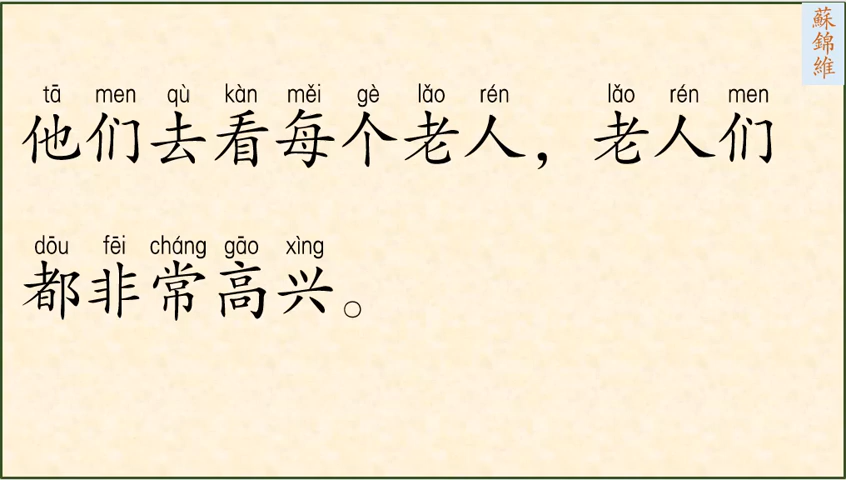 蘇錦維
tā men qù kàn měi gè lǎo rén lǎo rén men
他们去看每个老人，老人们
dōu fēi cháng gāo xìng
都非常高兴。